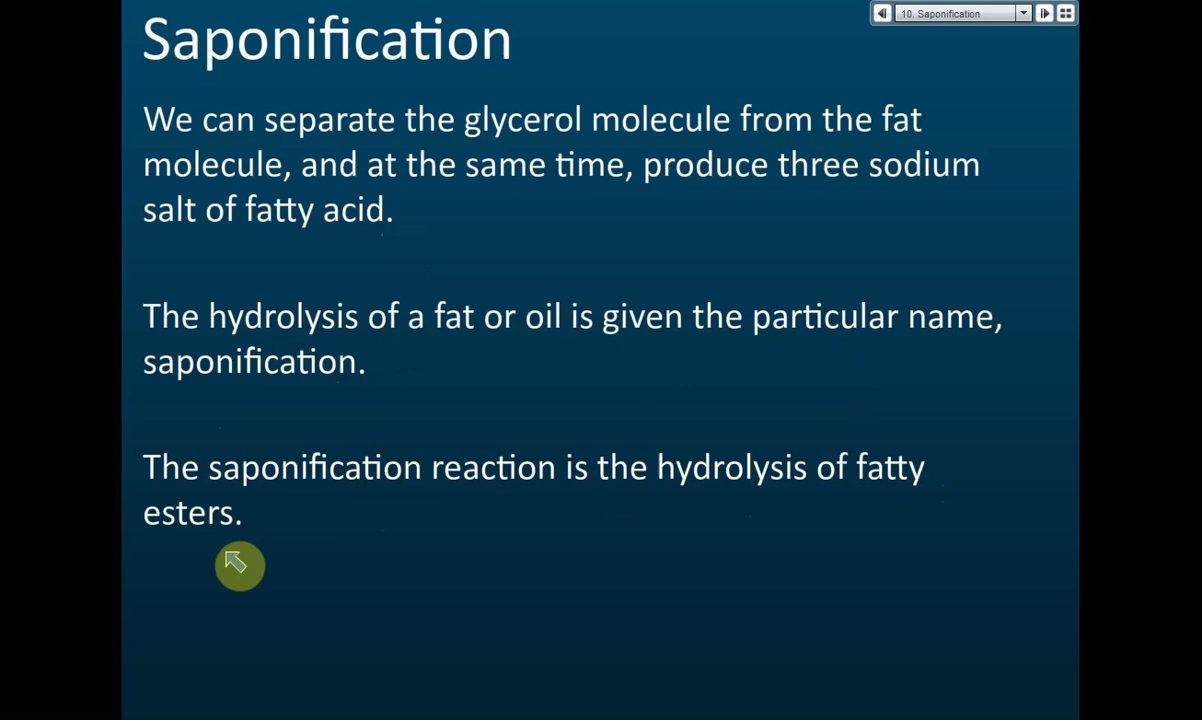 10. Saponification
Saponification
We can separate the glycerol molecule from the fat
molecule, and at the same time, produce three sodium
salt of fatty acid.
The hydrolysis of a fat or oil is given the particular name,
saponification.
The saponification reaction is the hydrolysis of fatty
esters.